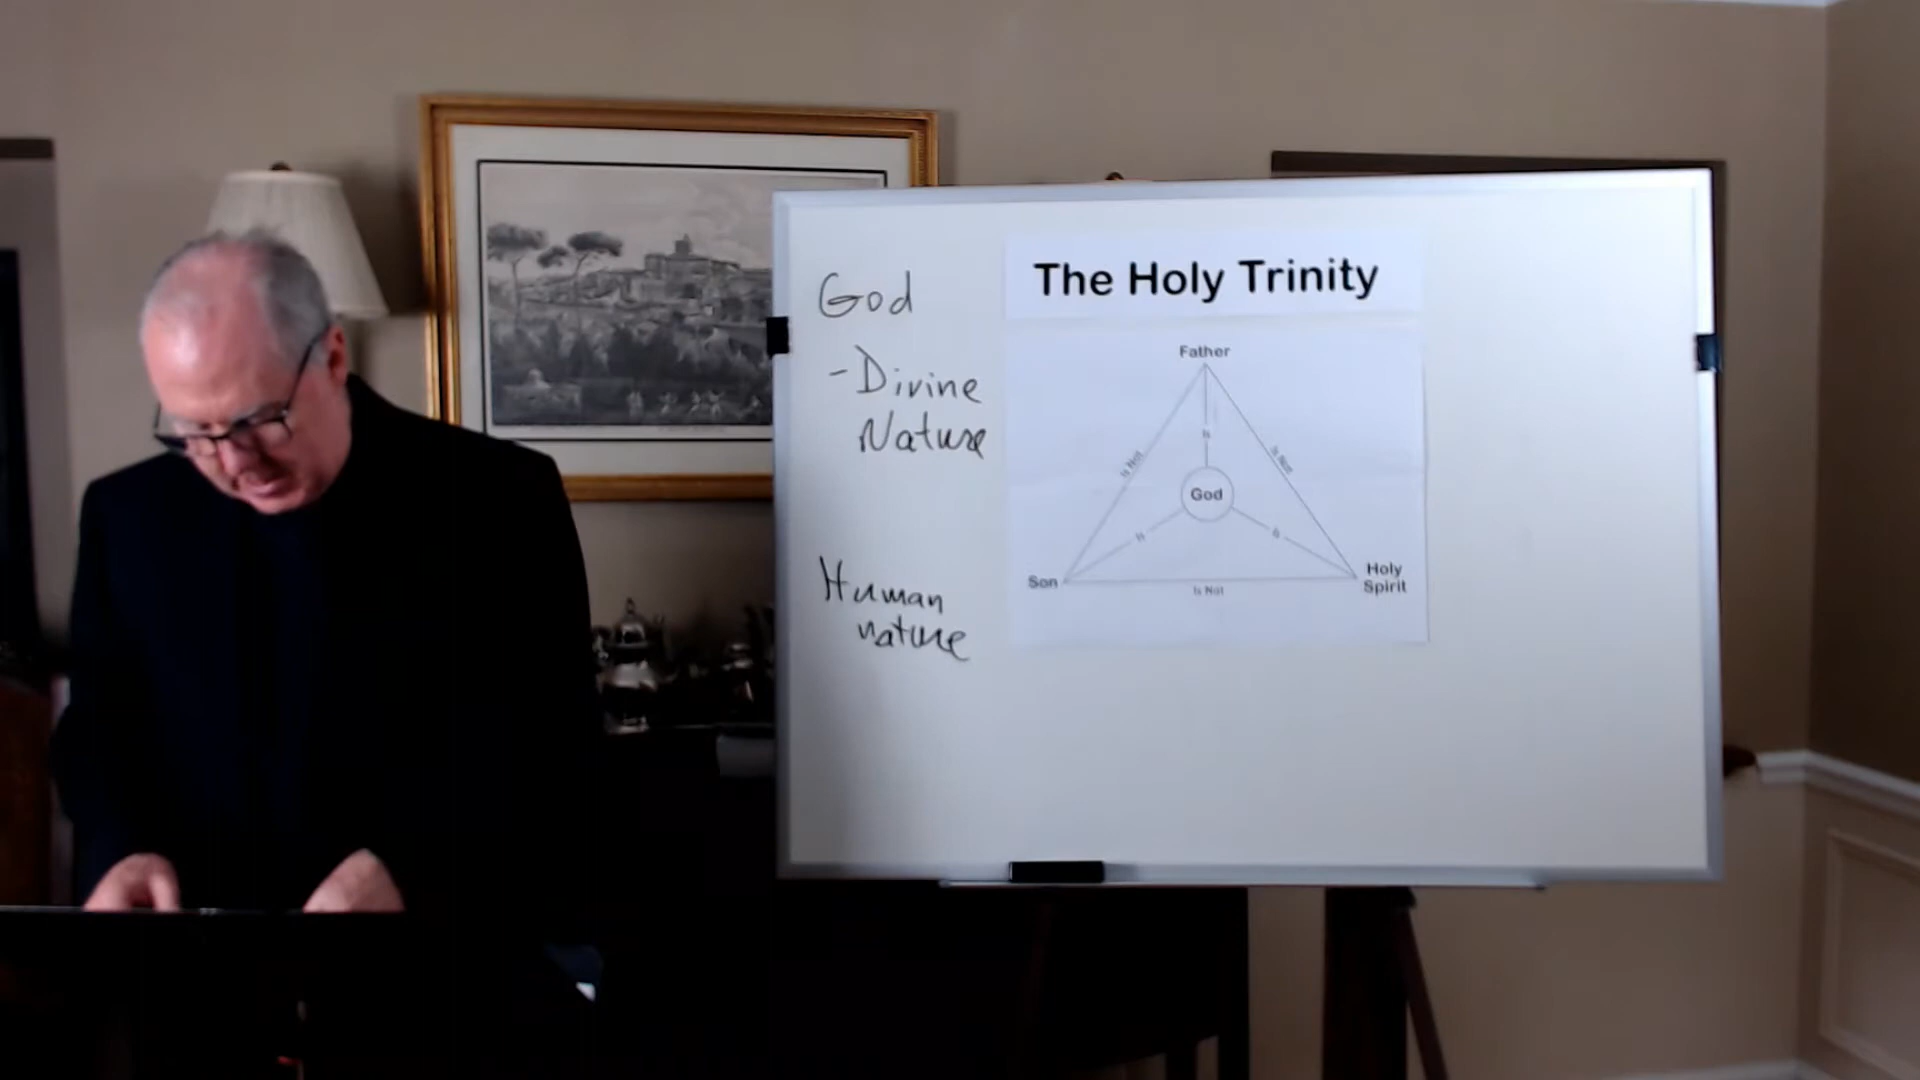 God
- Divine
Nature
Human
nature
The Holy Trinity
Father
Is Not
Is
Is Not
God
Is
Is
Son
Is Not
Holy
Spirit